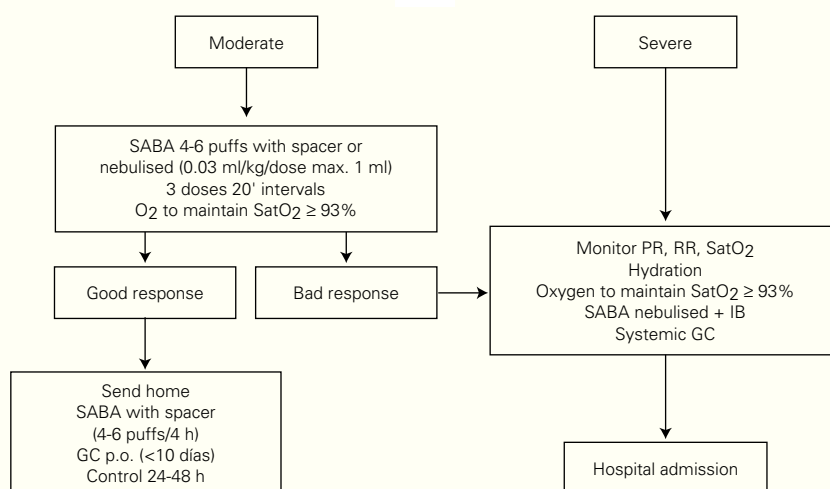 Moderate
Severe
SABA 4-6 puffs with spacer or
nebulised (0.03 ml/kg/dose max. 1 ml)
3 doses 20' intervals
O2 to maintain SatO2 ≥ 93%
Good response
Bad response
Monitor PR, RR, SatO2
Hydration
Oxygen to maintain SatO2 ≥ 93%
SABA nebulised + IB
Systemic GC
Send home
SABA with spacer
(4-6 puffs/4 h)
GC p.o. (<10 días)
Control 24-48 h
Hospital admission